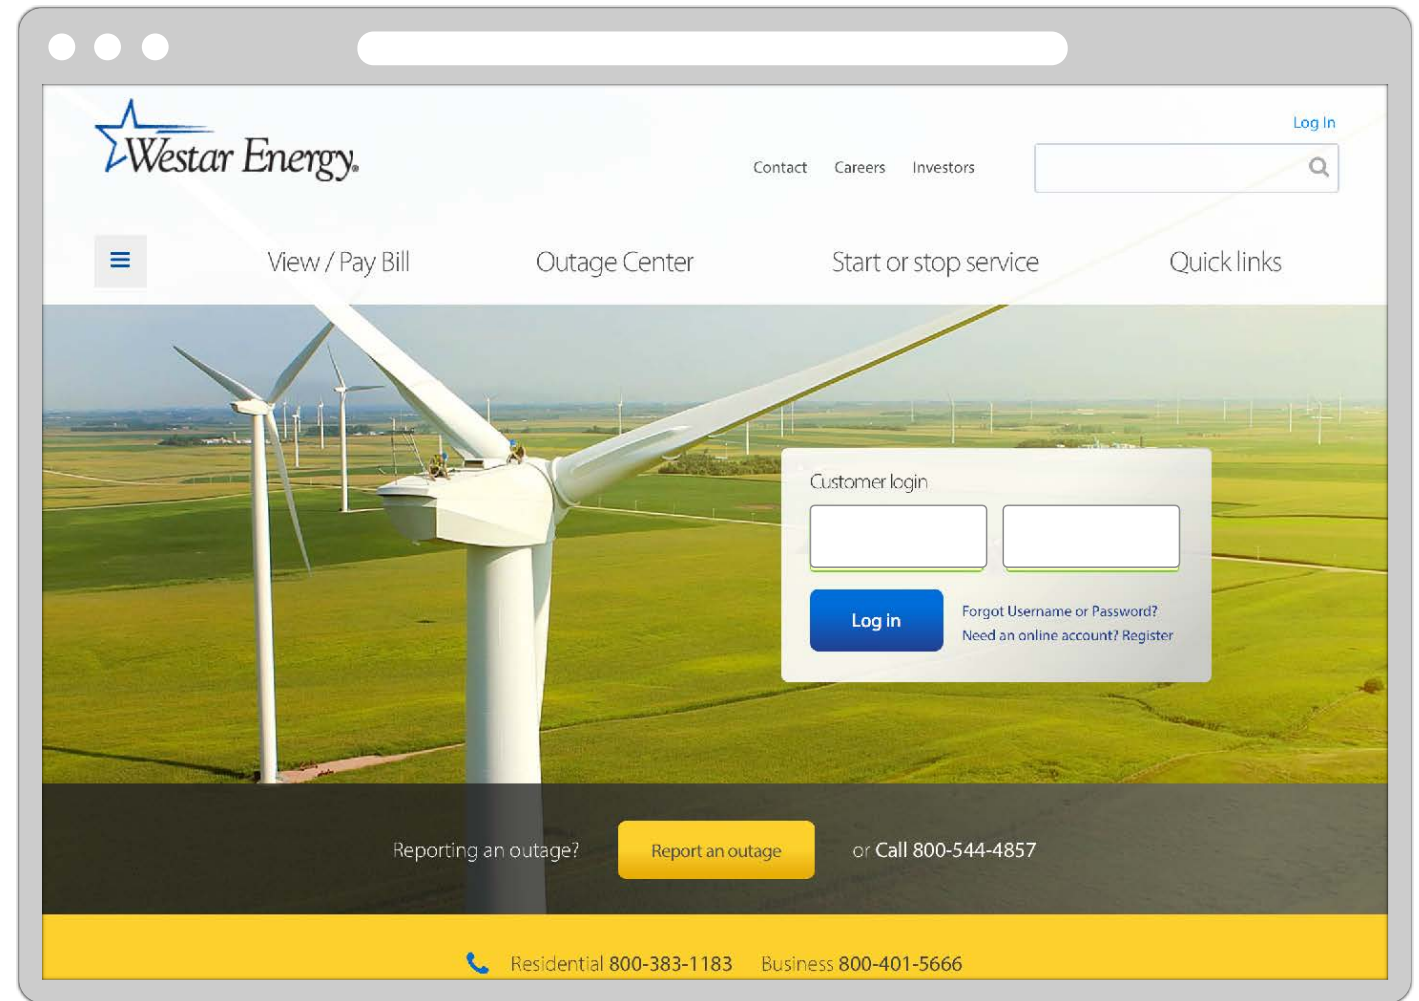 Log In
Westar Energy®
Contact Careers Investors
View / Pay Bill Outage Center Start or stop service Quick links
Customer login
Log in
Forgot Username or Password?
Need an online account? Register
Reporting an outage? Report an outage or Call 800-544-4857
Residential 800-383-1183 Business 800-401-5666